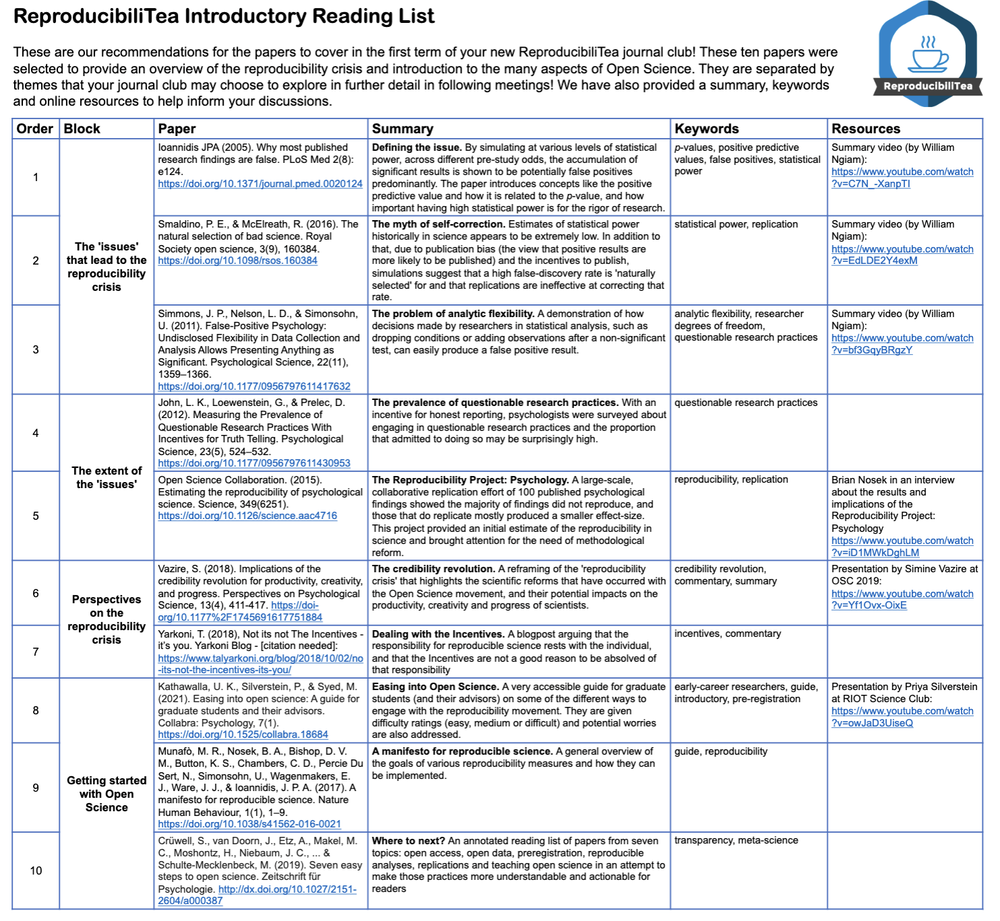 ReproducibiliTea Introductory Reading List
These are our recommendations for the papers to cover in the first term of your new ReproducibiliTea journal club! These ten papers were
selected to provide an overview of the reproducibility crisis and introduction to the many aspects of Open Science. They are separated by
themes that your journal club may choose to explore in further detail in following meetings! We have also provided a summary, keywords
and online resources to help inform your discussions.
ReproducibiliTea
Order Block Paper Summary Keywords Resources
1
The 'issues'
that lead to the
reproducibility
crisis
Ioannidis JPA (2005). Why most published
research findings are false. PLoS Med 2(8):
e124.
https://doi.org/10.1371/journal.pmed.0020124
Defining the issue. By simulating at various levels of statistical
power, across different pre-study odds, the accumulation of
significant results is shown to be potentially false positives
predominantly. The paper introduces concepts like the positive
predictive value and how it is related to the p-value, and how
important having high statistical power is for the rigor of research.
p-values, positive predictive
values, false positives, statistical
power
Summary video (by William
Ngiam):
https://www.youtube.com/watch
?v=C7N_-XanpTI
2
Smaldino, P. E., & McElreath, R. (2016). The
natural selection of bad science. Royal
Society open science, 3(9), 160384.
https://doi.org/10.1098/rsos.160384
The myth of self-correction. Estimates of statistical power
historically in science appears to be extremely low. In addition to
that, due to publication bias (the view that positive results are
more likely to be published) and the incentives to publish,
simulations suggest that a high false-discovery rate is 'naturally
selected' for and that replications are ineffective at correcting that
rate.
statistical power, replication
Summary video (by William
Ngiam):
https://www.youtube.com/watch
?v=EdLDE2Y4exM
3
Simmons, J. P., Nelson, L. D., & Simonsohn,
U. (2011). False-Positive Psychology:
Undisclosed Flexibility in Data Collection and
Analysis Allows Presenting Anything as
Significant. Psychological Science, 22(11),
1359–1366.
https://doi.org/10.1177/0956797611417632
The problem of analytic flexibility. A demonstration of how
decisions made by researchers in statistical analysis, such as
dropping conditions or adding observations after a non-significant
test, can easily produce a false positive result.
analytic flexibility, researcher
degrees of freedom,
questionable research practices
Summary video (by William
Ngiam):
https://www.youtube.com/watch
?v=bf3GqyBRgzY
4
The extent of
the 'issues'
John, L. K., Loewenstein, G., & Prelec, D.
(2012). Measuring the Prevalence of
Questionable Research Practices With
Incentives for Truth Telling. Psychological
Science, 23(5), 524–532.
https://doi.org/10.1177/0956797611430953
The prevalence of questionable research practices. With an
incentive for honest reporting, psychologists were surveyed about
engaging in questionable research practices and the proportion
that admitted to doing so may be surprisingly high.
questionable research practices
5
Open Science Collaboration. (2015).
Estimating the reproducibility of psychological
science. Science, 349(6251).
https://doi.org/10.1126/science.aac4716
The Reproducibility Project: Psychology. A large-scale,
collaborative replication effort of 100 published psychological
findings showed the majority of findings did not reproduce, and
those that do replicate mostly produced a smaller effect-size.
This project provided an initial estimate of the reproducibility in
science and brought attention for the need of methodological
reform.
reproducibility, replication
Brian Nosek in an interview
about the results and
implications of the
Reproducibility Project:
Psychology
https://www.youtube.com/watch
?v=iD1MWkDghLM
6
Perspectives
on the
reproducibility
crisis
Vazire, S. (2018). Implications of the
credibility revolution for productivity, creativity,
and progress. Perspectives on Psychological
Science, 13(4), 411-417. https://doi-
org/10.1177%2F1745691617751884
The credibility revolution. A reframing of the 'reproducibility
crisis' that highlights the scientific reforms that have occurred with
the Open Science movement, and their potential impacts on the
productivity, creativity and progress of scientists.
credibility revolution,
commentary, summary
Presentation by Simine Vazire at
OSC 2019:
https://www.youtube.com/watch
?v=Yf1Ovx-OixE
7
Yarkoni, T. (2018), Not its not The Incentives -
it's you. Yarkoni Blog - [citation needed]:
https://www.talyarkoni.org/blog/2018/10/02/no
-its-not-the-incentives-its-you/
Dealing with the Incentives. A blogpost arguing that the
responsibility for reproducible science rests with the individual,
and that the Incentives are not a good reason to be absolved of
that responsibility
incentives, commentary
8
Getting started
with Open
Science
Kathawalla, U. K., Silverstein, P., & Syed, M.
(2021). Easing into open science: A guide for
graduate students and their advisors.
Collabra: Psychology, 7(1).
https://doi.org/10.1525/collabra.18684
Easing into Open Science. A very accessible guide for graduate
students (and their advisors) on some of the different ways to
engage with the reproducibility movement. They are given
difficulty ratings (easy, medium or difficult) and potential worries
are also addressed.
early-career researchers, guide,
introductory, pre-registration
Presentation by Priya Silverstein
at RIOT Science Club:
https://www.youtube.com/watch
?v=owJaD3UiseQ
9
Munafò, M. R., Nosek, B. A., Bishop, D. V.
M., Button, K. S., Chambers, C. D., Percie Du
Sert, N., Simonsohn, U., Wagenmakers, E.
J., Ware, J. J., & Ioannidis, J. P. A. (2017). A
manifesto for reproducible science. Nature
Human Behaviour, 1(1), 1–9.
https://doi.org/10.1038/s41562-016-0021
A manifesto for reproducible science. A general overview of
the goals of various reproducibility measures and how they can
be implemented.
guide, reproducibility
10
Crüwell, S., van Doorn, J., Etz, A., Makel, M.
C., Moshontz, H., Niebaum, J. C., ... &
Schulte-Mecklenbeck, M. (2019). Seven easy
steps to open science. Zeitschrift für
Psychologie. http://dx.doi.org/10.1027/2151-
2604/a000387
Where to next? An annotated reading list of papers from seven
topics: open access, open data, preregistration, reproducible
analyses, replications and teaching open science in an attempt to
make those practices more understandable and actionable for
readers
transparency, meta-science